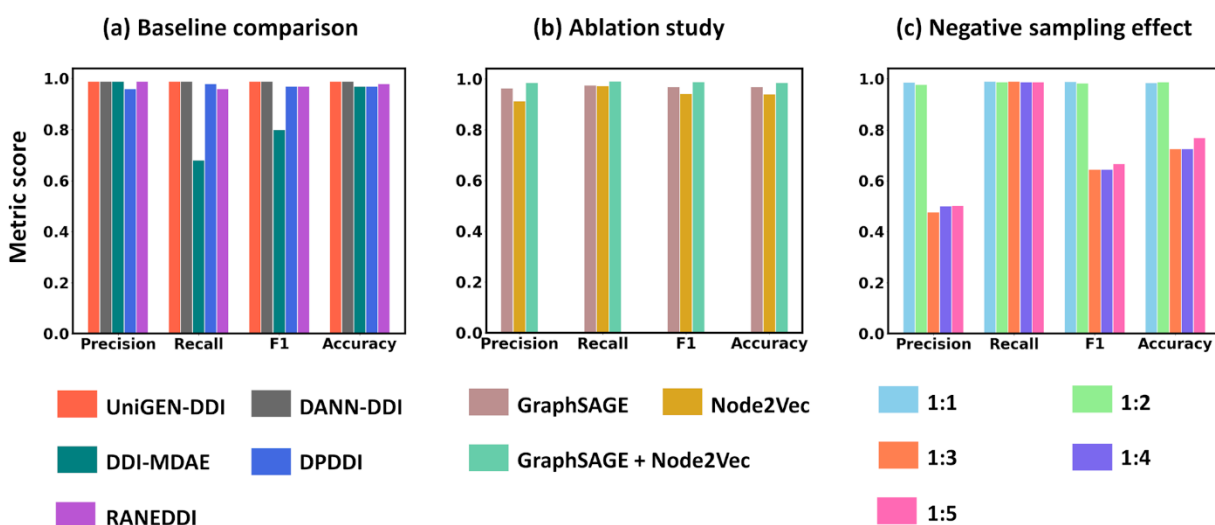 (a) Baseline comparison
(b) Ablation study
(c) Negative sampling effect
Metric score
1.0
0.8
0.6
0.4
0.2
0.0
Precision Recall F1 Accuracy
1.0
0.8
0.6
0.4
0.2
0.0
Precision Recall F1 Accuracy
1.0
0.8
0.6
0.4
0.2
0.0
Precision Recall F1 Accuracy
UniGEN-DDI DANN-DDI
DDI-MDAE DPDDI
RANEDDI
GraphSAGE Node2Vec
GraphSAGE + Node2Vec
1:1 1:2
1:3 1:4
1:5